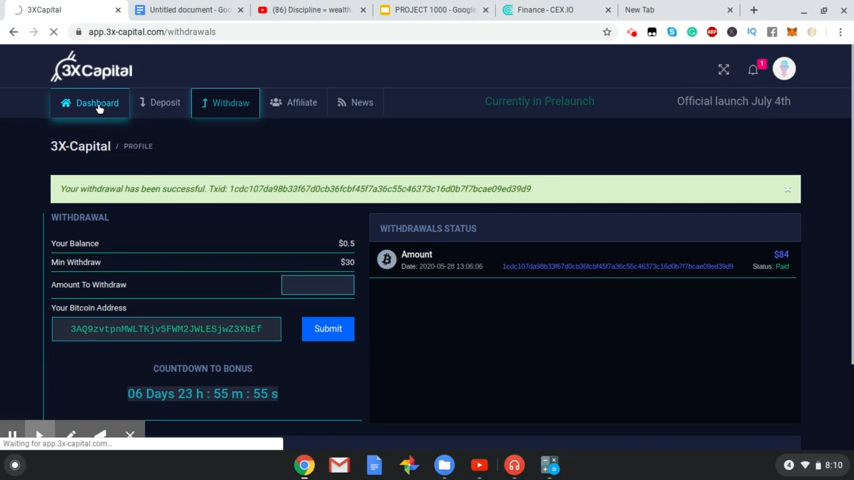 3XCapital
Untitled document - Goo
(86) Discipline = wealth
PROJECT 1000 - Google
Finance - CEX.IO
New Tab
app.3x-capital.com/withdrawals
ABP
IQ
3XCapital
1
Dashboard
Deposit
Withdraw
Affiliate
News
Currently in Prelaunch
Official launch July 4th
3X-Capital / PROFILE
Your withdrawal has been successful. Txid: 1cdc107da98b33f67d0cb36fcbf45f7a36c55c46373c16d0b7f7bcae09ed39d9
WITHDRAWAL
WITHDRAWALS STATUS
Your Balance $0.5
Min Withdraw $30
Amount To Withdraw
Your Bitcoin Address
3AQ9zvtpnMWLTKjv5FWM2JWLESjwZ3XbEf
Submit
Amount $84
Date: 2020-05-28 13:06:06 1cdc107da98b33f67d0cb36fcbf45f7a36c55c46373c16d0b7f7bcae09ed39d9 Status: Paid
COUNTDOWN TO BONUS
06 Days 23 h : 55 m : 55 s
Waiting for app.3x-capital.com...
4
8:10